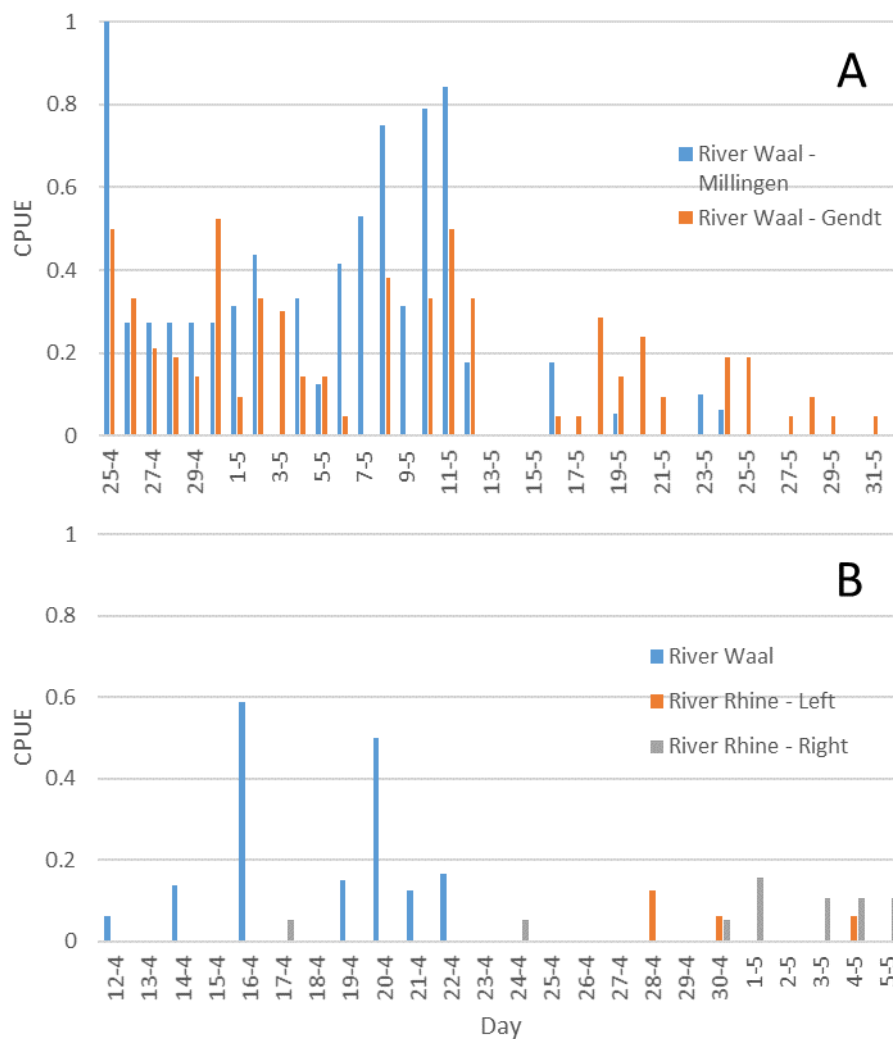 1
A
0.8
River Waal -
Millingen
0.6
River Waal - Gendt
CPUE
0.4
0.2
0
25-4 27-4 29-4 1-5 3-5 5-5 7-5 9-5 11-5 13-5 15-5 17-5 19-5 21-5 23-5 25-5 27-5 29-5 31-5
1
B
0.8
River Waal
0.6
River Rhine - Left
CPUE
River Rhine - Right
0.4
0.2
0
12-4 13-4 14-4 15-4 16-4 17-4 18-4 19-4 20-4 21-4 22-4 23-4 24-4 25-4 26-4 27-4 28-4 29-4 30-4 1-5 2-5 3-5 4-5 5-5
Day